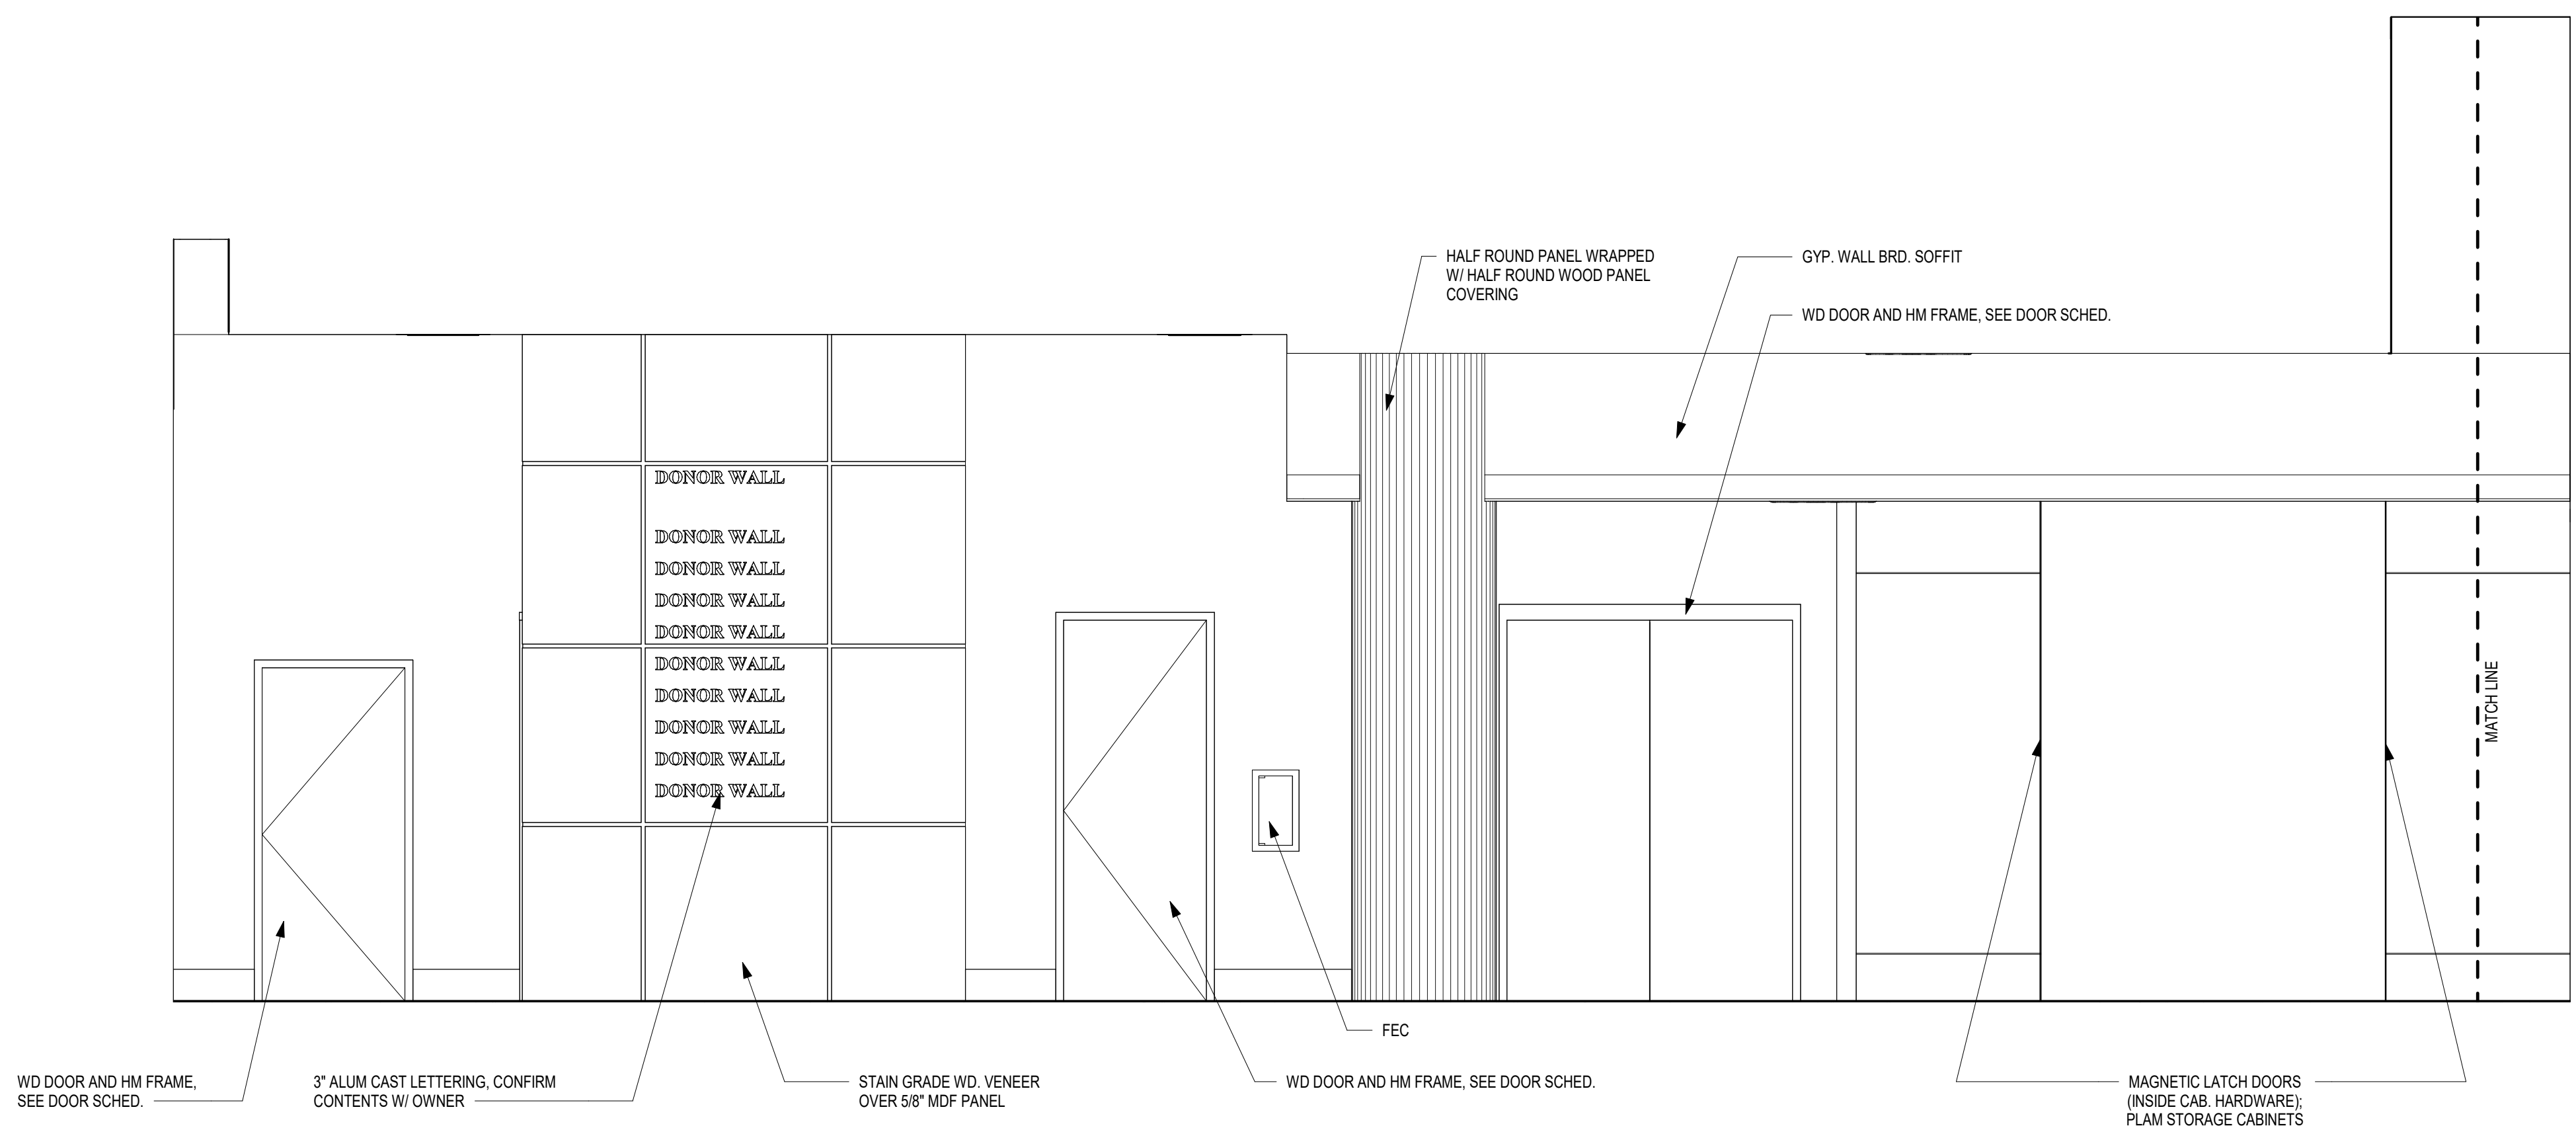 HALF ROUND PANEL WRAPPED
W/ HALF ROUND WOOD PANEL
COVERING
GYP. WALL BRD. SOFFIT
WD DOOR AND HM FRAME, SEE DOOR SCHED.
DONOR WALL
DONOR WALL
DONOR WALL
DONOR WALL
DONOR WALL
DONOR WALL
DONOR WALL
DONOR WALL
DONOR WALL
DONOR WALL
MATCH LINE
FEC
WD DOOR AND HM FRAME,
SEE DOOR SCHED.
3" ALUM CAST LETTERING, CONFIRM
CONTENTS W/ OWNER
STAIN GRADE WD. VENEER
OVER 5/8" MDF PANEL
WD DOOR AND HM FRAME, SEE DOOR SCHED.
MAGNETIC LATCH DOORS
(INSIDE CAB. HARDWARE);
PLAM STORAGE CABINETS